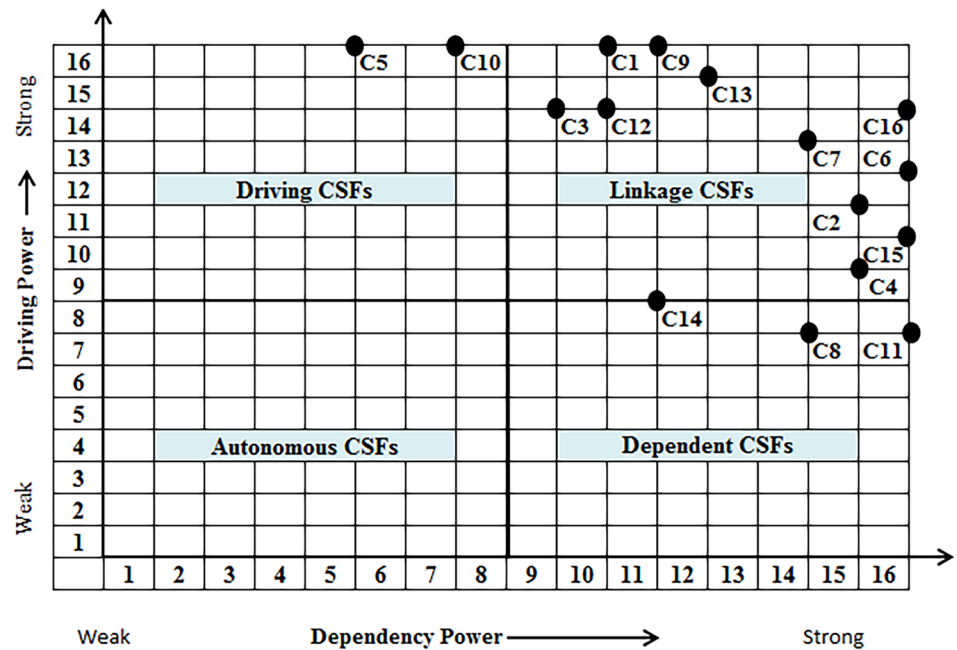 16 C5 C10 C1 C9
15 C13
14 C3 C12 C16
13 C7 C6
12 Driving CSFs Linkage CSFs
11 C2
10 C15
9 C4
8 C14
7 C8 C11
6
5
4 Autonomous CSFs Dependent CSFs
3
2
1
1 2 3 4 5 6 7 8 9 10 11 12 13 14 15 16
Weak Dependency Power Strong
Strong
Driving Power
Weak